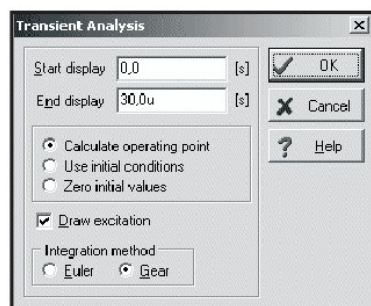 Transient Analysis
Start display 0,0 [s]
End display 30,0u [s]
Calculate operating point
Use initial conditions
Zero initial values
Draw excitation
Integration method
Euler Gear
OK
Cancel
? Help